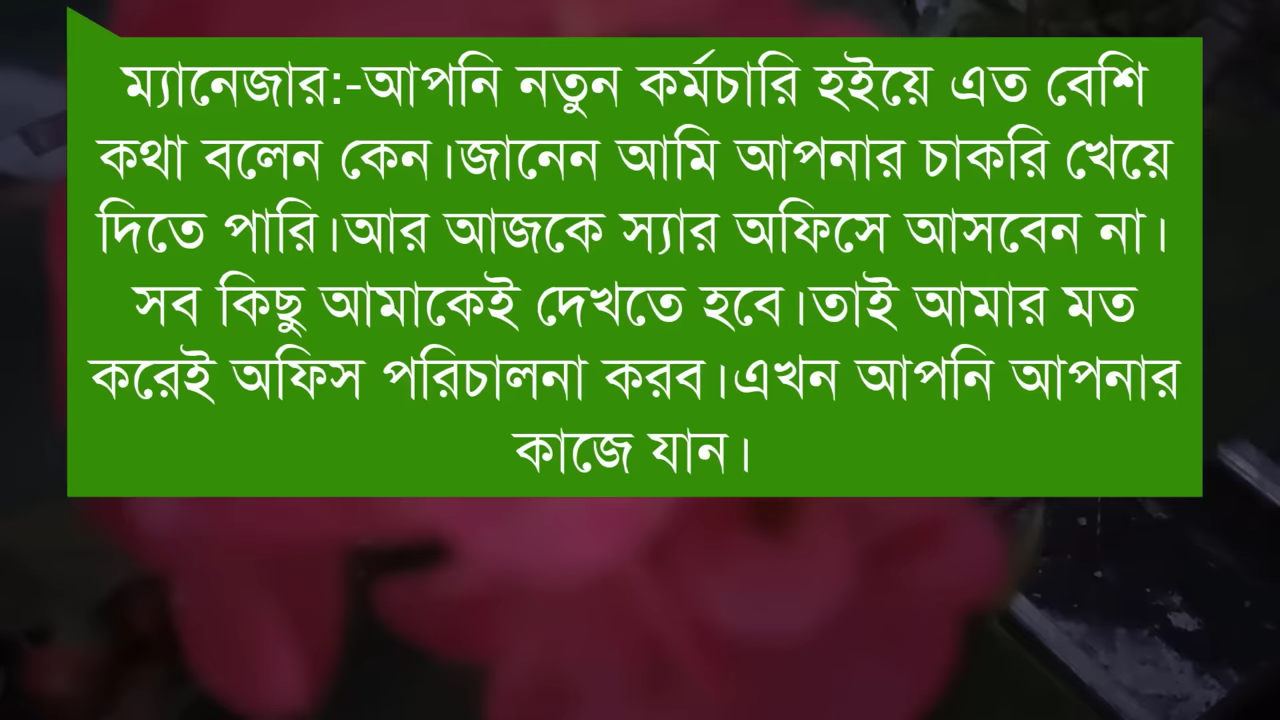 ম্যানেজার:-আপনি নতুন কর্মচারি হইয়ে এত বেশি
কথা বলেন কেন।জানেন আমি আপনার চাকরি খেয়ে
দিতে পারি।আর আজকে স্যার অফিসে আসবেন না।
সব কিছু আমাকেই দেখতে হবে।তাই আমার মত
করেই অফিস পরিচালনা করব।এখন আপনি আপনার
কাজে যান।